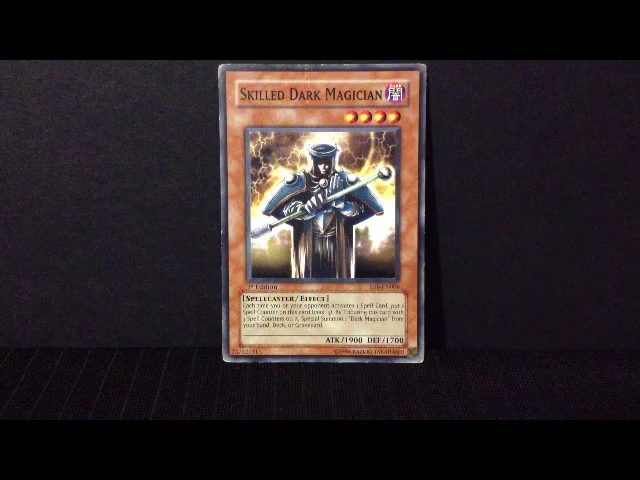 SKILLED DARK MAGICIAN 闇
1st Edition
[SPELLCASTER/EFFECT]
Each time you or your opponent activates 1 Spell Card, put 1
Spell Counter on this card (max. 3). By Tributing this card with
3 Spell Counters on it, Special Summon 1 "Dark Magician" from
your hand, Deck, or Graveyard.
ATK/1900 DEF/1700
©1996 KAZUKI TAKAHASHI